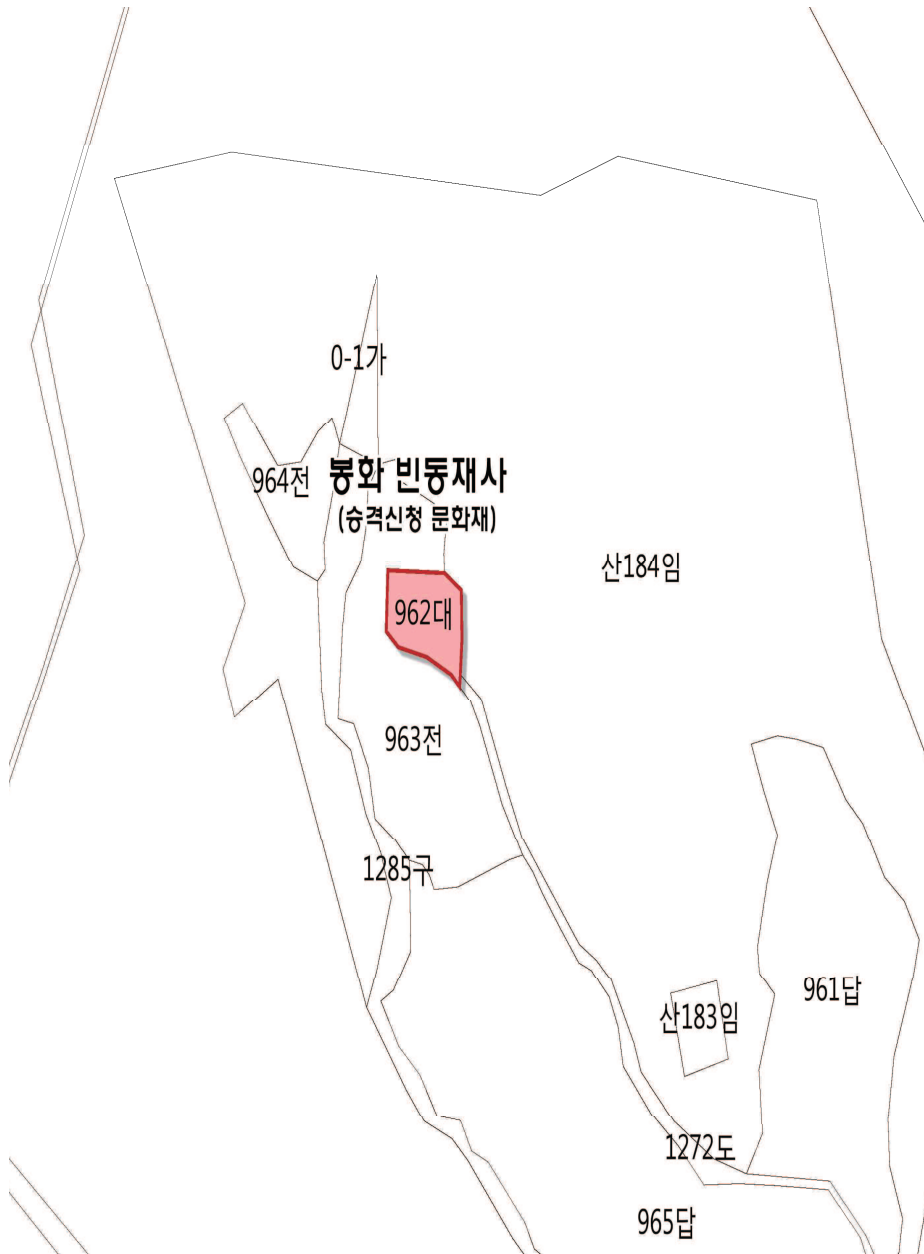 0-1가
964전
봉화 빈동재사
(승격신청 문화재)
산184임
962대
963전
1285구
961답
산183임
1272도
965답